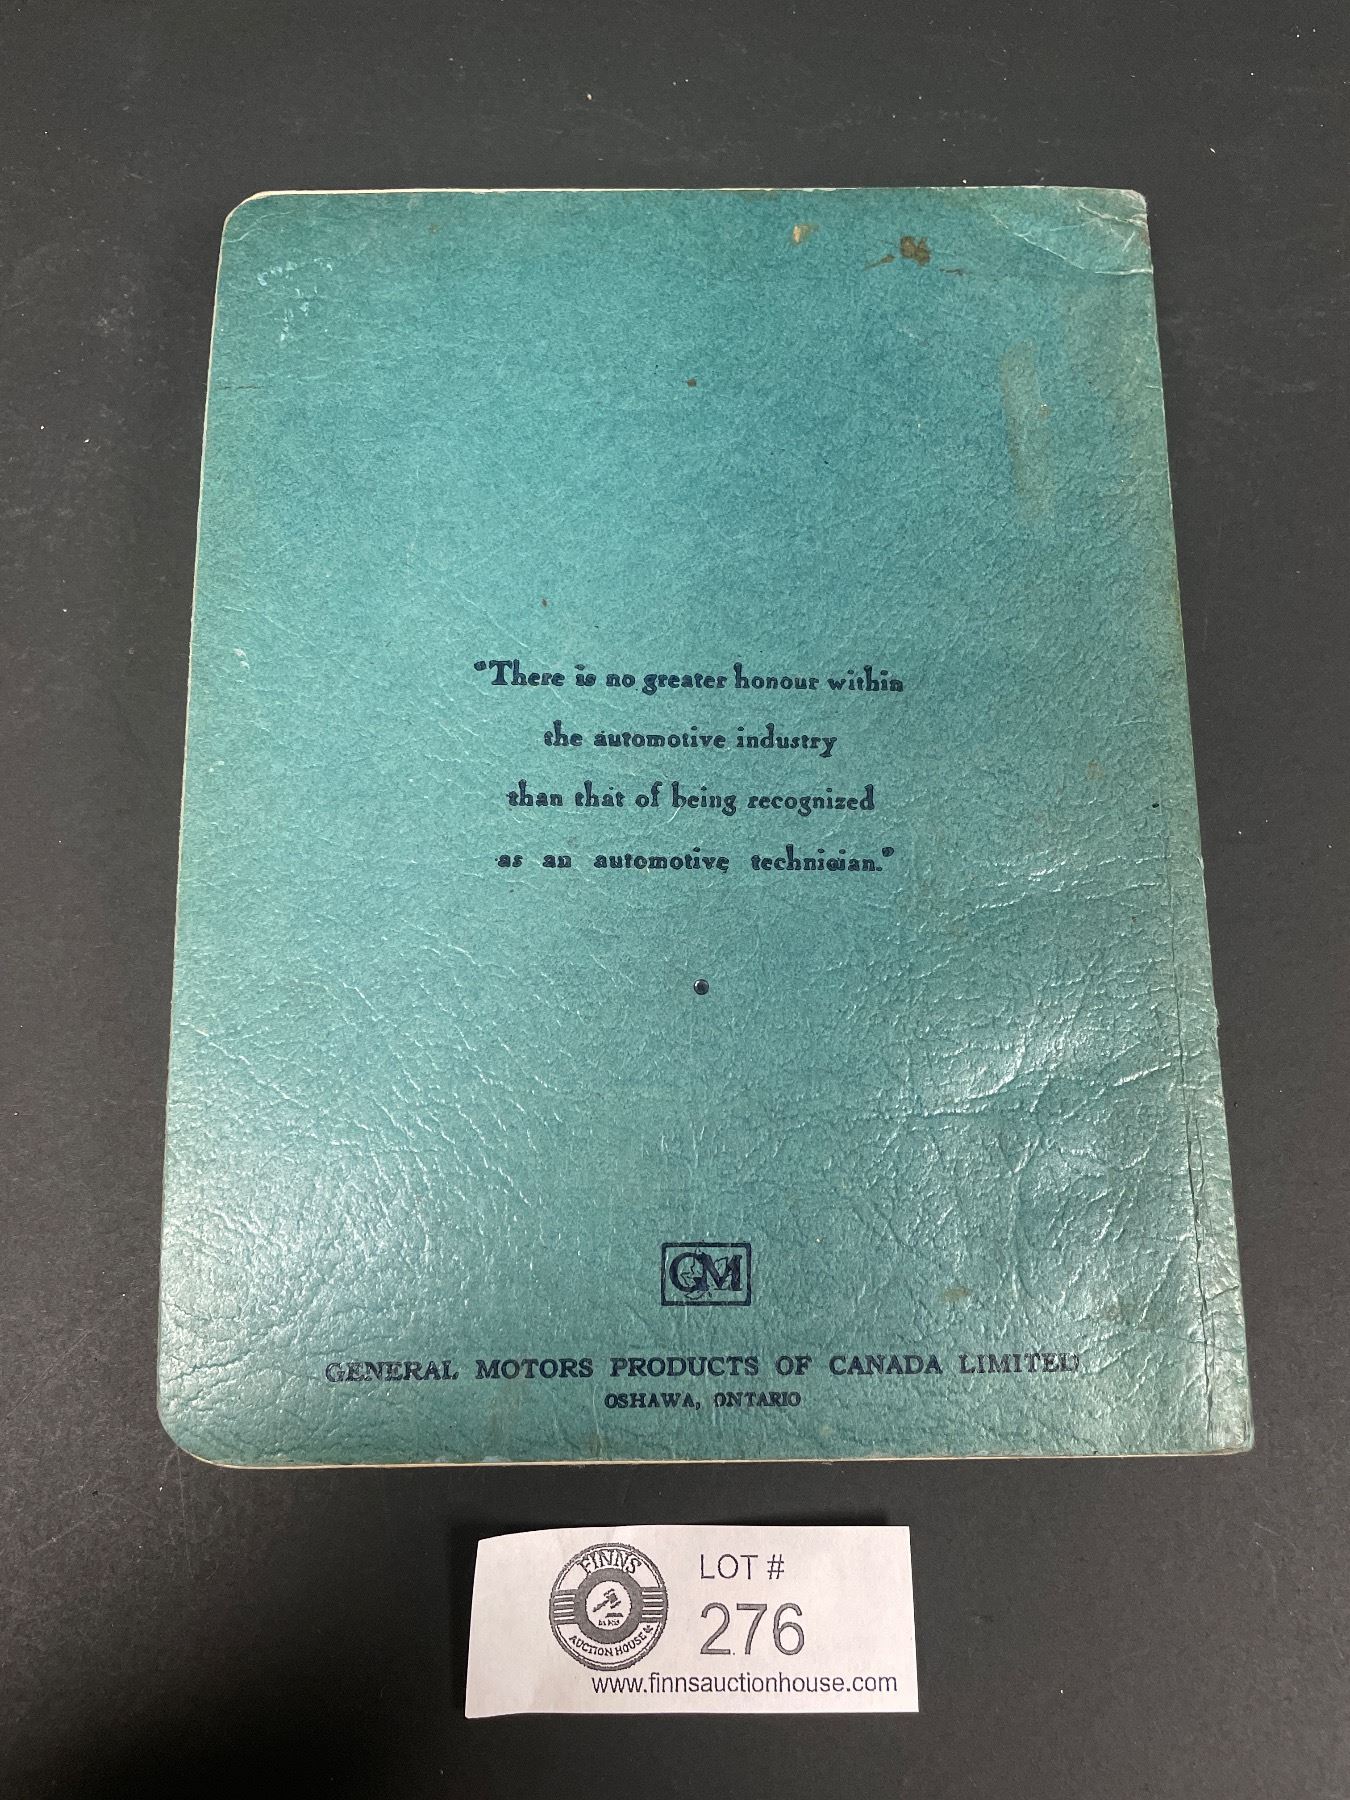 "There is no greater honour within
the automotive industry
than that of being recognized
as an automotive technician."
GM
GENERAL MOTORS PRODUCTS OF CANADA LIMITED
OSHAWA, ONTARIO
FINNS
AUCTION HOUSE
LOT #
276
www.finnsauctionhouse.com